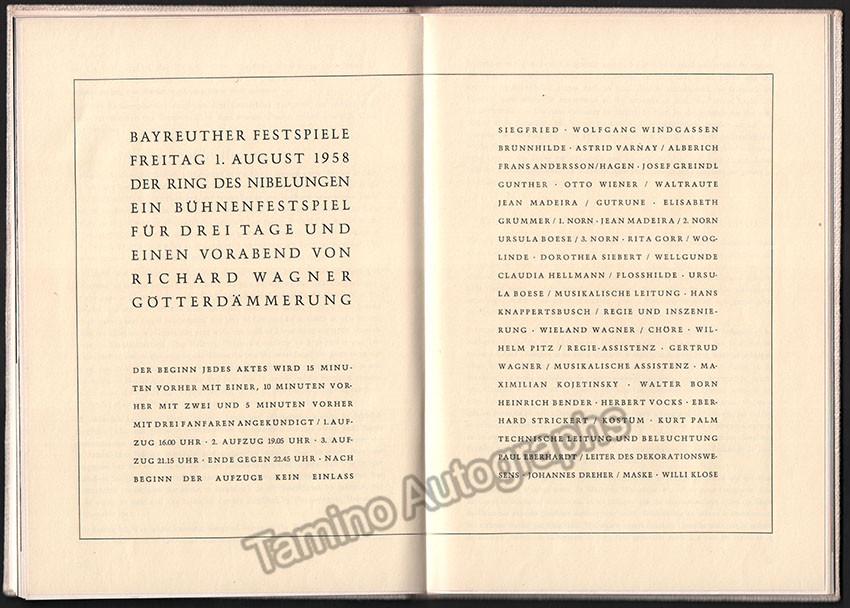 BAYREUTHER FESTSPIELE
FREITAG 1. AUGUST 1958
DER RING DES NIBELUNGEN
EIN BÜHNENFESTSPIEL
FÜR DREI TAGE UND
EINEN VORABEND VON
RICHARD WAGNER
GÖTTERDÄMMERUNG
DER BEGINN JEDES AKTES WIRD 15 MINU-
TEN VORHER MIT EINER, 10 MINUTEN VOR-
HER MIT ZWEI UND 5 MINUTEN VORHER
MIT DREI FANFAREN ANGEKÜNDIGT / 1. AUF-
ZUG 16.00 UHR · 2. AUFZUG 19.05 UHR · 3. AUF-
ZUG 21.15 UHR · ENDE GEGEN 22.45 UHR · NACH
BEGINN DER AUFZÜGE KEIN EINLASS
SIEGFRIED · WOLFGANG WINDGASSEN
BRÜNNHILDE · ASTRID VARNAY / ALBERICH
FRANS ANDERSSON/HAGEN · JOSEF GREINDL
GUNTHER · OTTO WIENER / WALTRAUTE
JEAN MADEIRA / GUTRUNE · ELISABETH
GRÜMMER / 1. NORN · JEAN MADEIRA / 2. NORN
URSULA BOESE / 3. NORN · RITA GORR / WOG-
LINDE · DOROTHEA SIEBERT / WELLGUNDE
CLAUDIA HELLMANN / FLOSSHILDE · URSU-
LA BOESE / MUSIKALISCHE LEITUNG · HANS
KNAPPERTSBUSCH / REGIE UND INSZENIE-
RUNG · WIELAND WAGNER / CHÖRE · WIL-
HELM PITZ / REGIE-ASSISTENZ · GERTRUD
WAGNER / MUSIKALISCHE ASSISTENZ · MA-
XIMILIAN KOJETINSKY · WALTER BORN
HEINRICH BENDER · HERBERT VOCKS · EBER-
HARD STRICKERT / KOSTÜM · KURT PALM
TECHNISCHE LEITUNG UND BELEUCHTUNG
PAUL EBERHARDT / LEITER DES DEKORATIONSWE-
SENS · JOHANNES DREHER / MASKE · WILLI KLOSE
Tamino Autographs